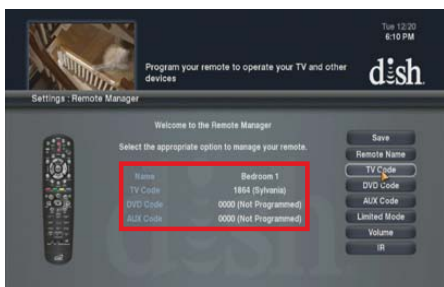 Tue 12/20
6:10 PM
Program your remote to operate your TV and other
devices
dish
Settings : Remote Manager
Welcome to the Remote Manager
Select the appropriate option to manage your remote.
Name Bedroom 1
TV Code 1864 (Sylvania)
DVD Code 0000 (Not Programmed)
AUX Code 0000 (Not Programmed)
Save
Remote Name
TV Code
DVD Code
AUX Code
Limited Mode
Volume
IR
dish